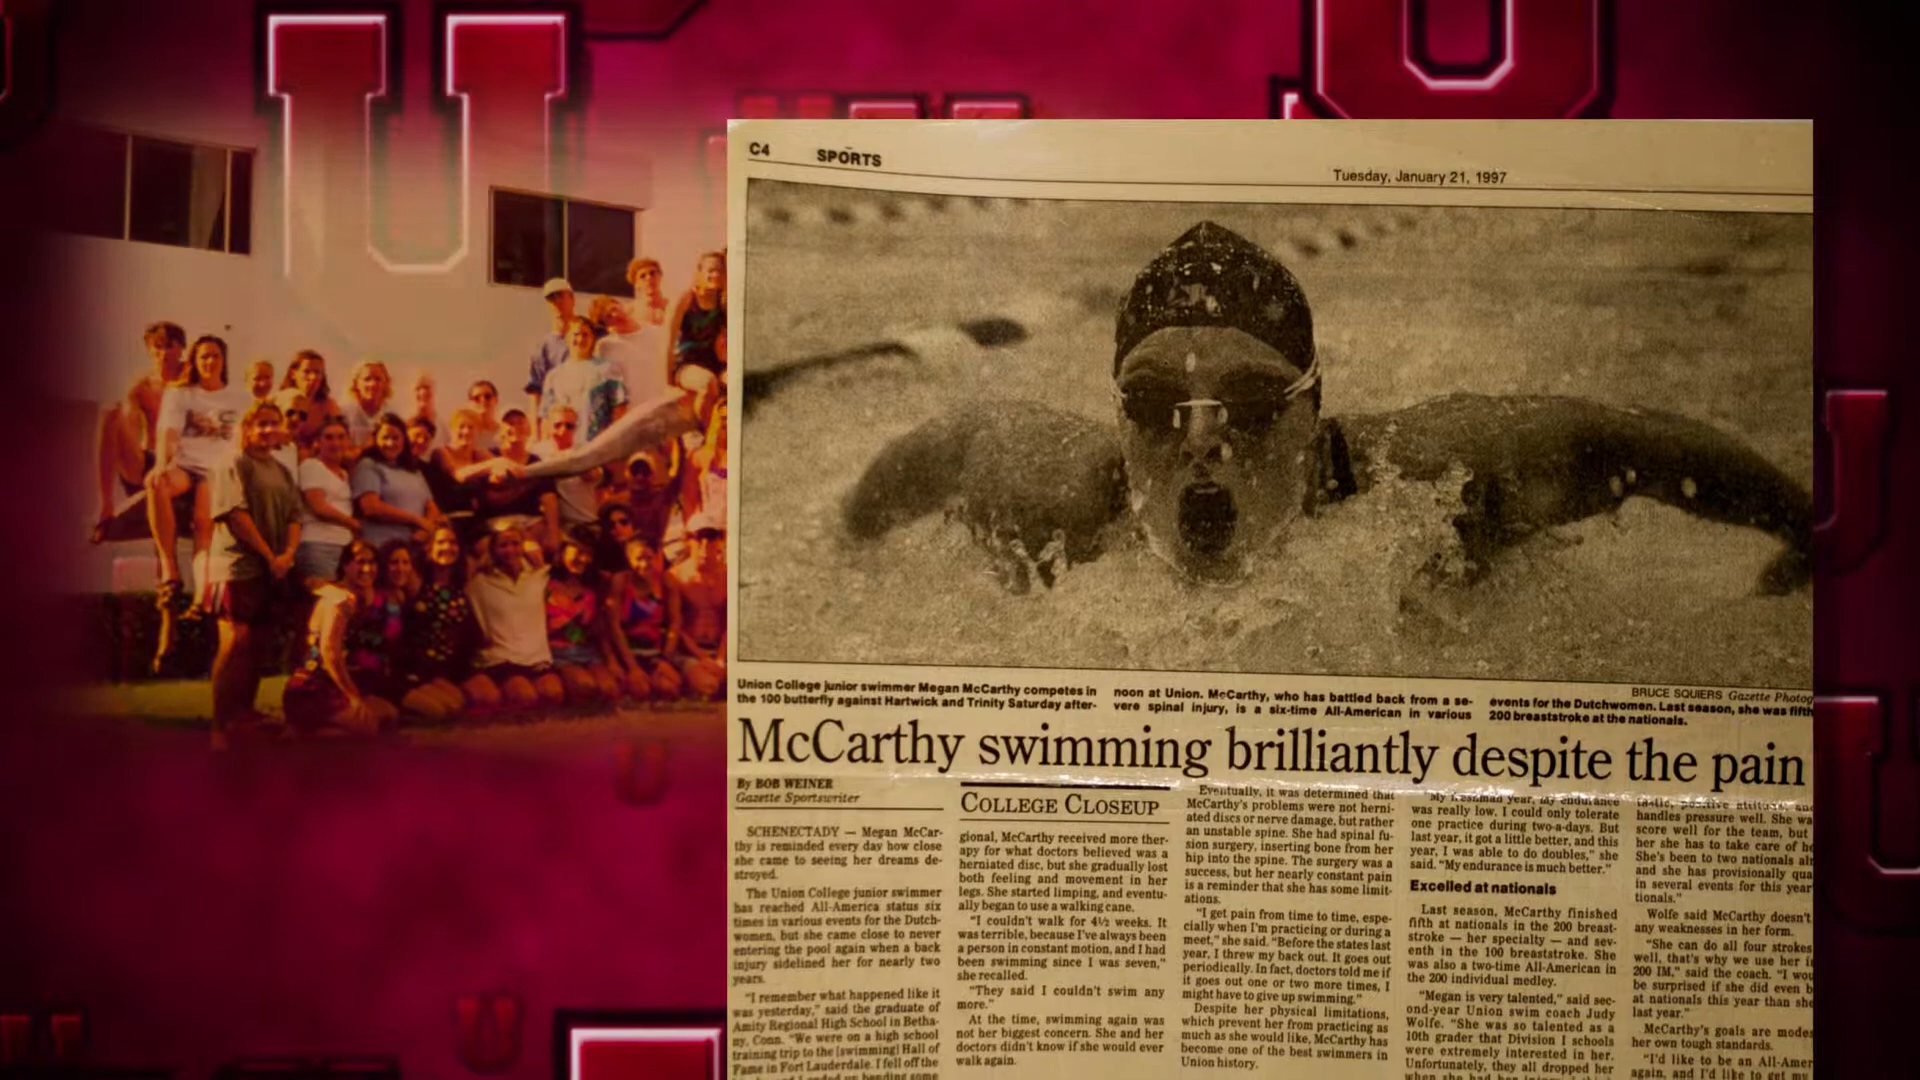 U
U
U
U
C4
SPORTS
Tuesday, January 21, 1997
BRUCE SQUIERS Gazette Photog
Union College junior swimmer Megan McCarthy competes in
the 100 butterfly against Hartwick and Trinity Saturday after-
noon at Union. McCarthy, who has battled back from a se-
vere spinal injury, is a six-time All-American in various
events for the Dutchwomen. Last season, she was fifth
200 breaststroke at the nationals.
McCarthy swimming brilliantly despite the pain
By BOB WEINER
Gazette Sportswriter
COLLEGE CLOSEUP
SCHENECTADY — Megan McCar-
thy is reminded every day how close
she came to seeing her dreams de-
stroyed.
The Union College junior swimmer
has reached All-America status six
times in various events for the Dutch-
women, but she came close to never
entering the pool again when a back
injury sidelined her for nearly two
years.
"I remember what happened like it
was yesterday," said the graduate of
Amity Regional High School in Betha-
ny, Conn. "We were on a high school
training trip to the [swimming] Hall of
Fame in Fort Lauderdale. I fell off the
gional, McCarthy received more ther-
apy for what doctors believed was a
herniated disc, but she gradually lost
both feeling and movement in her
legs. She started limping, and eventu-
ally began to use a walking cane.
"I couldn't walk for 4½ weeks. It
was terrible, because I've always been
a person in constant motion, and I had
been swimming since I was seven,"
she recalled.
"They said I couldn't swim any
more."
At the time, swimming again was
not her biggest concern. She and her
doctors didn't know if she would ever
walk again.
Eventually, it was determined that
McCarthy's problems were not herni-
ated discs or nerve damage, but rather
an unstable spine. She had spinal fu-
sion surgery, inserting bone from her
hip into the spine. The surgery was a
success, but her nearly constant pain
is a reminder that she has some limit-
ations.
"I get pain from time to time, espe-
cially when I'm practicing or during a
meet," she said. "Before the states last
year, I threw my back out. It goes out
periodically. In fact, doctors told me if
it goes out one or two more times, I
might have to give up swimming."
Despite her physical limitations,
which prevent her from practicing as
much as she would like, McCarthy has
become one of the best swimmers in
Union history.
"My freshman year, my endurance
was really low. I could only tolerate
one practice during two-a-days. But
last year, it got a little better, and this
year, I was able to do doubles," she
said. "My endurance is much better."
Excelled at nationals
Last season, McCarthy finished
fifth at nationals in the 200 breast-
stroke — her specialty — and sev-
enth in the 100 breaststroke. She
was also a two-time All-American in
the 200 individual medley.
"Megan is very talented," said sec-
ond-year Union swim coach Judy
Wolfe. "She was so talented as a
10th grader that Division I schools
were extremely interested in her.
Unfortunately, they all dropped her
positive attitude, and
handles pressure well. She wa
score well for the team, but
her she has to take care of he
She's been to two nationals alr
and she has provisionally qua
in several events for this year
tionals."
Wolfe said McCarthy doesn't
any weaknesses in her form.
"She can do all four strokes
well, that's why we use her i
200 IM," said the coach. "I wou
be surprised if she did even b
at nationals this year than she
last year."
McCarthy's goals are modes
her own tough standards.
"I'd like to be an All-Amer
again, and I'd like to get my